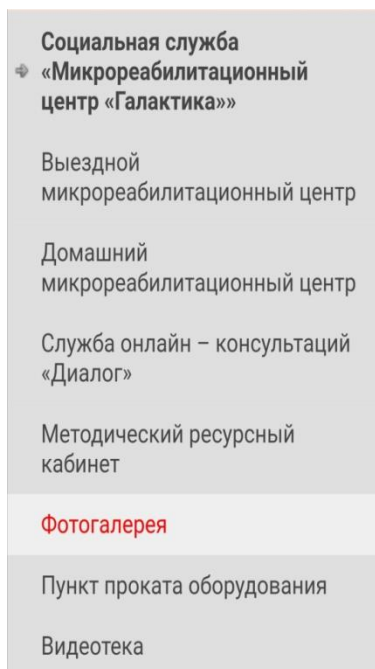 Социальная служба
«Микрореабилитационный
центр «Галактика»»
Выездной
микрореабилитационный центр
Домашний
микрореабилитационный центр
Служба онлайн – консультаций
«Диалог»
Методический ресурсный
кабинет
Фотогалерея
Пункт проката оборудования
Видеотека